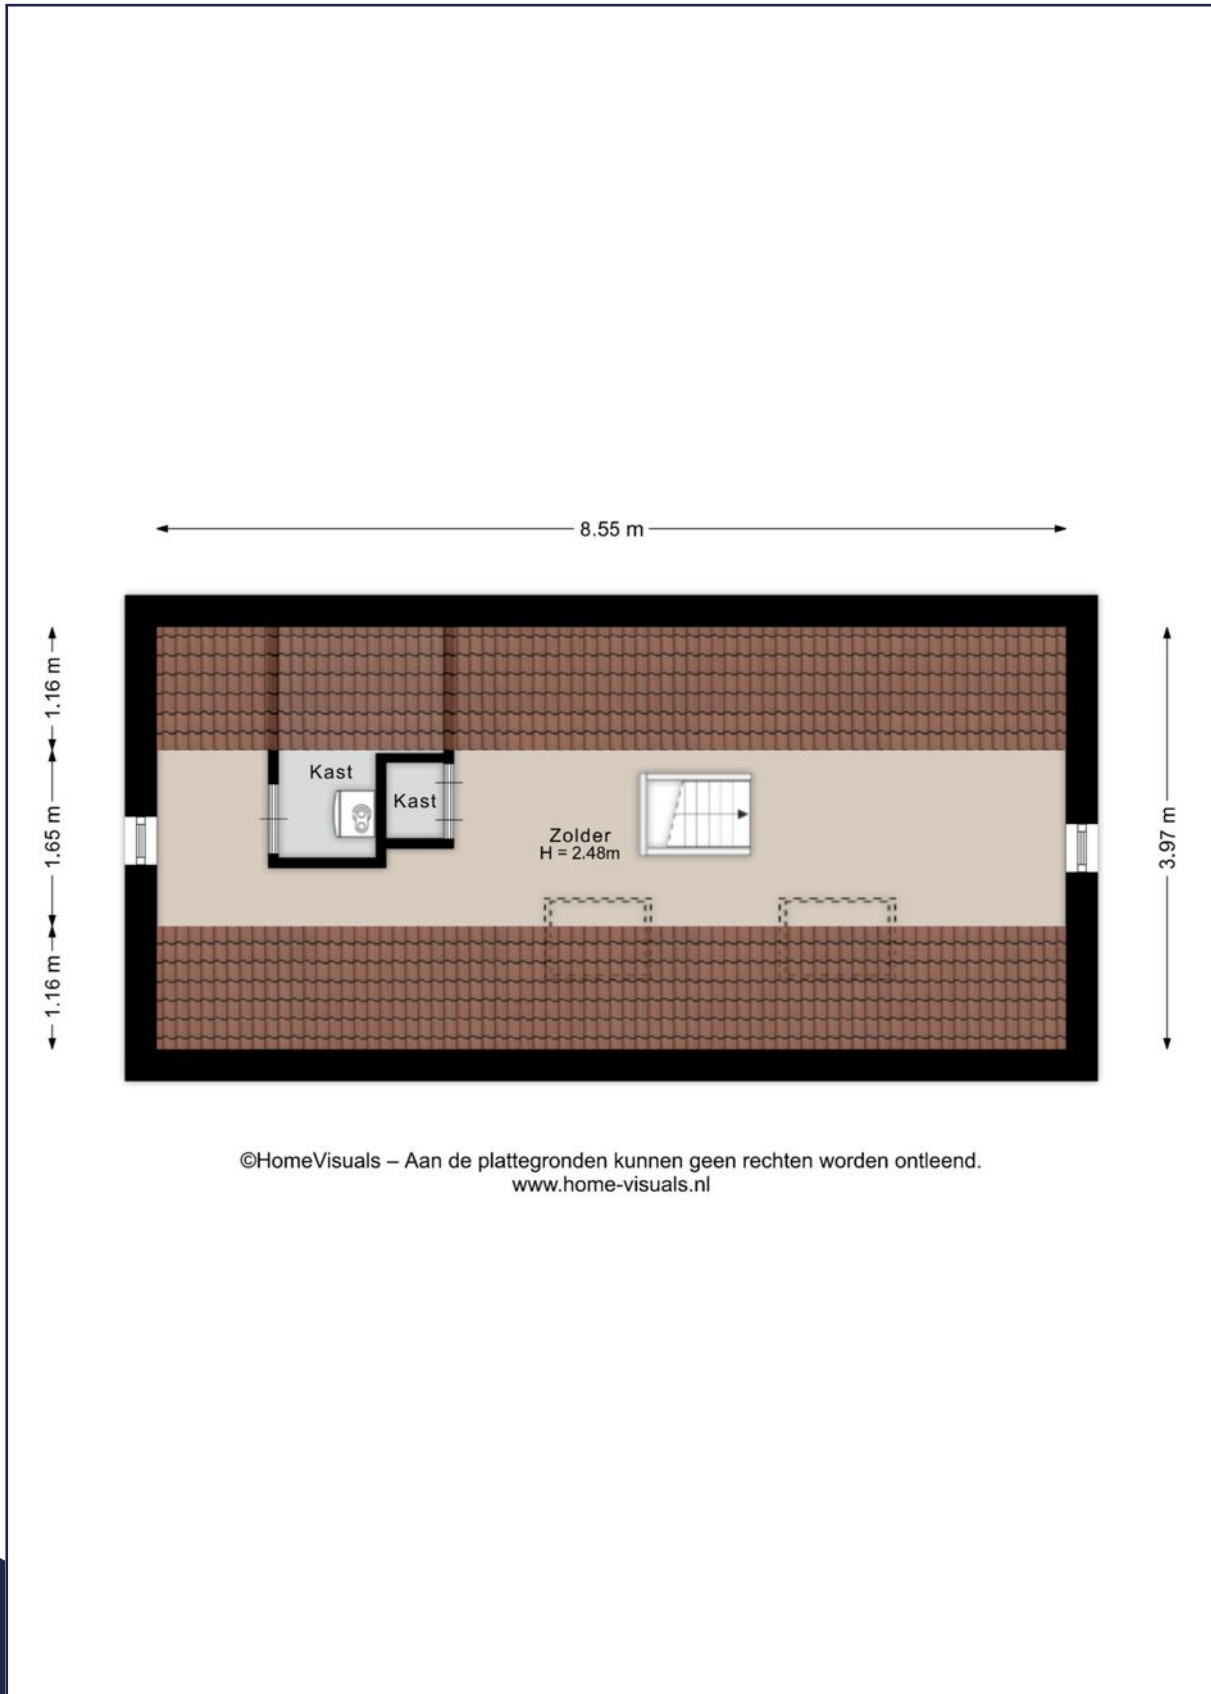 8.55 m
1.16 m
1.65 m
1.16 m
3.97 m
Kast
Kast
Zolder
H = 2.48m
©HomeVisuals – Aan de plattegronden kunnen geen rechten worden ontleend.
www.home-visuals.nl